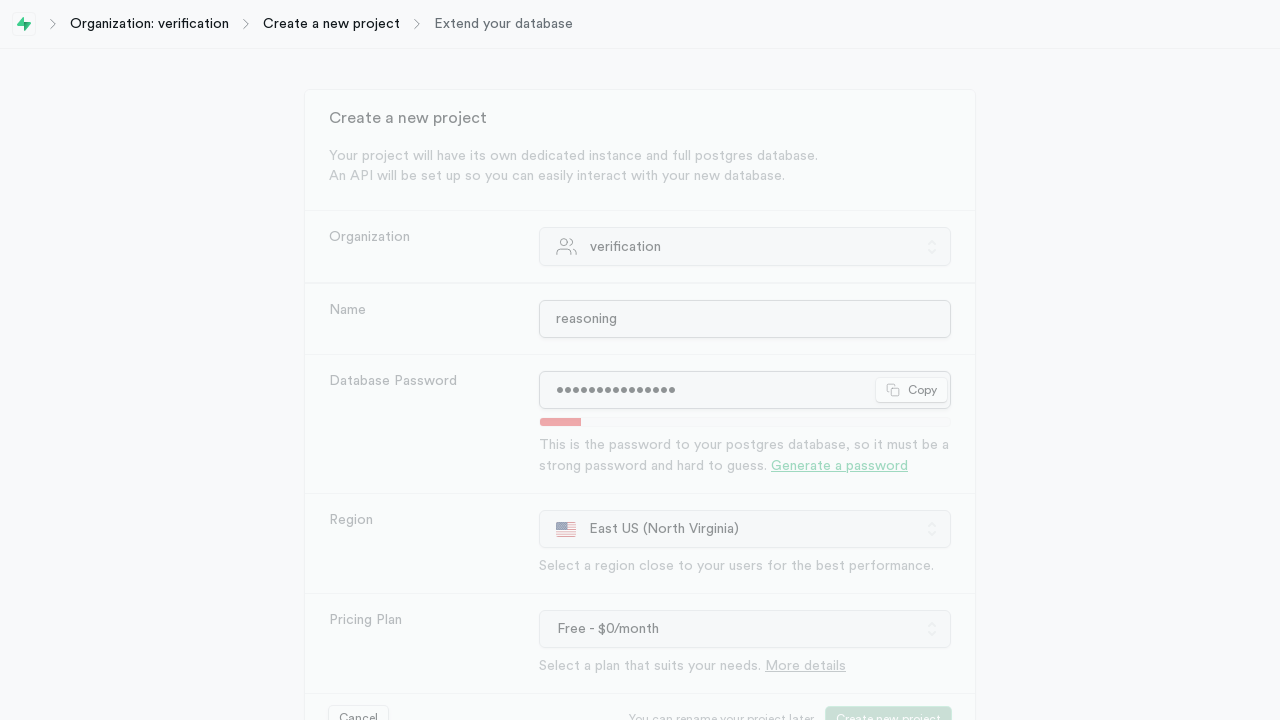 Organization: verification Create a new project Extend your database
Create a new project
Your project will have its own dedicated instance and full postgres database.
An API will be set up so you can easily interact with your new database.
Organization
verification
Name
reasoning
Database Password
•••••••••••••••
Copy
This is the password to your postgres database, so it must be a
strong password and hard to guess. Generate a password
Region
East US (North Virginia)
Select a region close to your users for the best performance.
Pricing Plan
Free - $0/month
Select a plan that suits your needs. More details
Cancel
You can rename your project later
Create new project